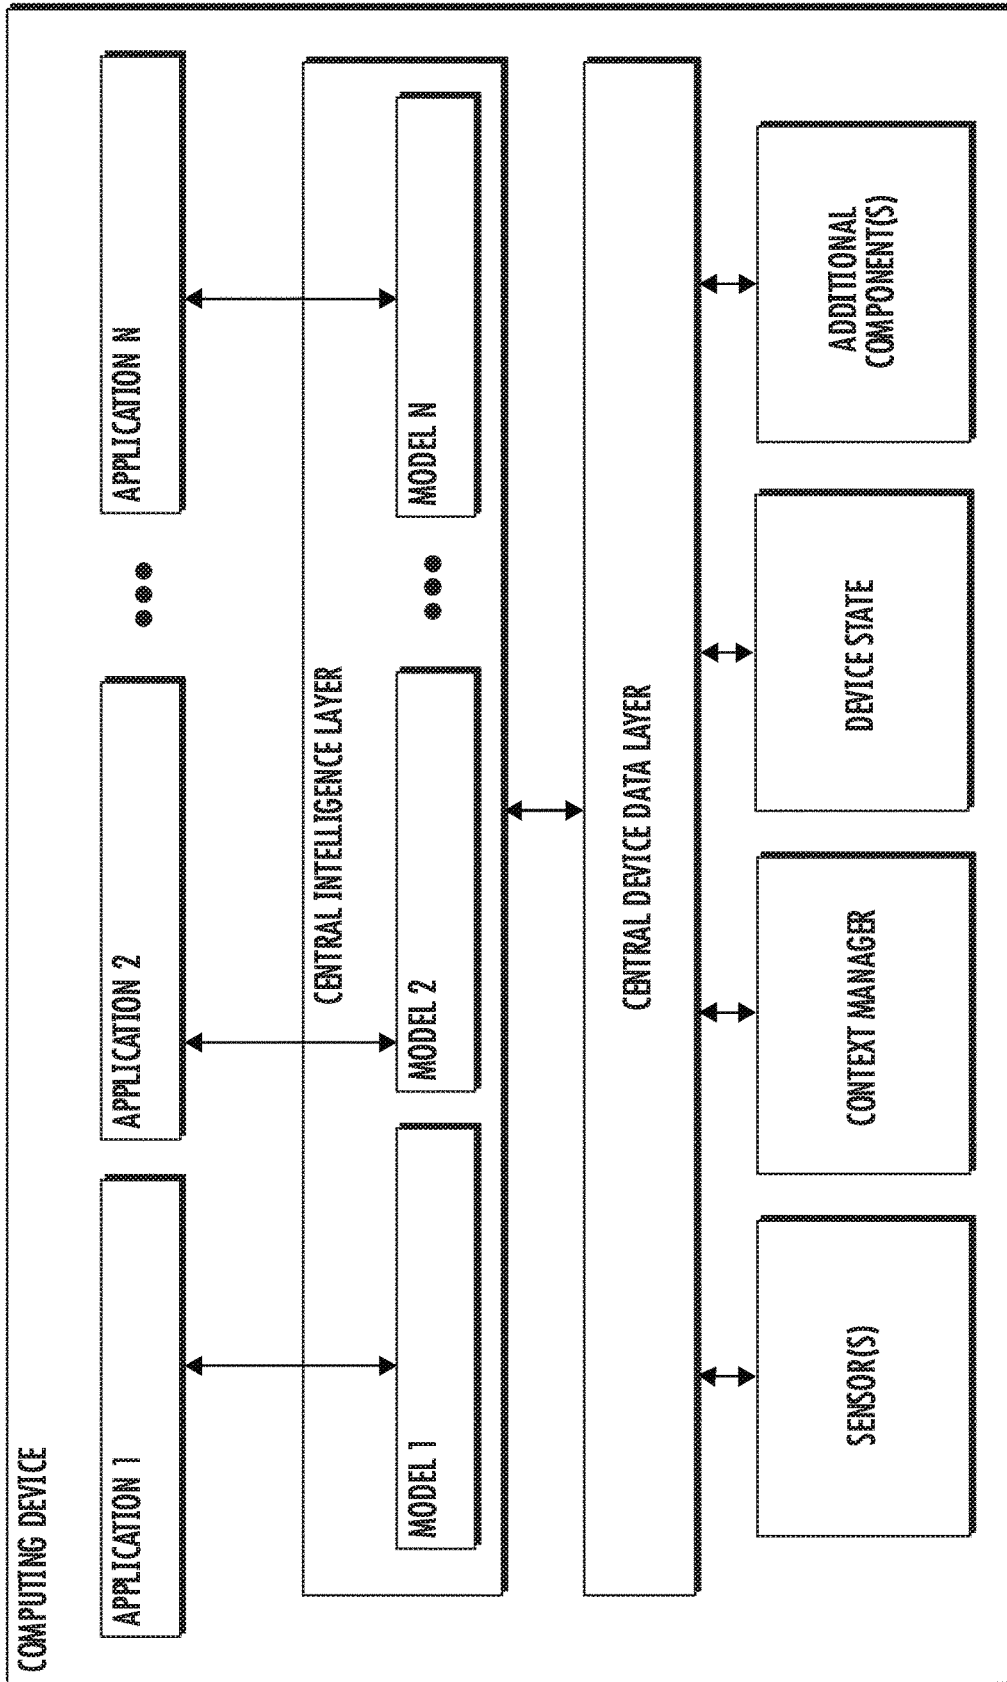 COMPUTING DEVICE
APPLICATION 1
APPLICATION 2
APPLICATION N
CENTRAL INTELLIGENCE LAYER
MODEL 1
MODEL 2
MODEL N
CENTRAL DEVICE DATA LAYER
SENSOR(S)
CONTEXT MANAGER
DEVICE STATE
ADDITIONAL
COMPONENT(S)